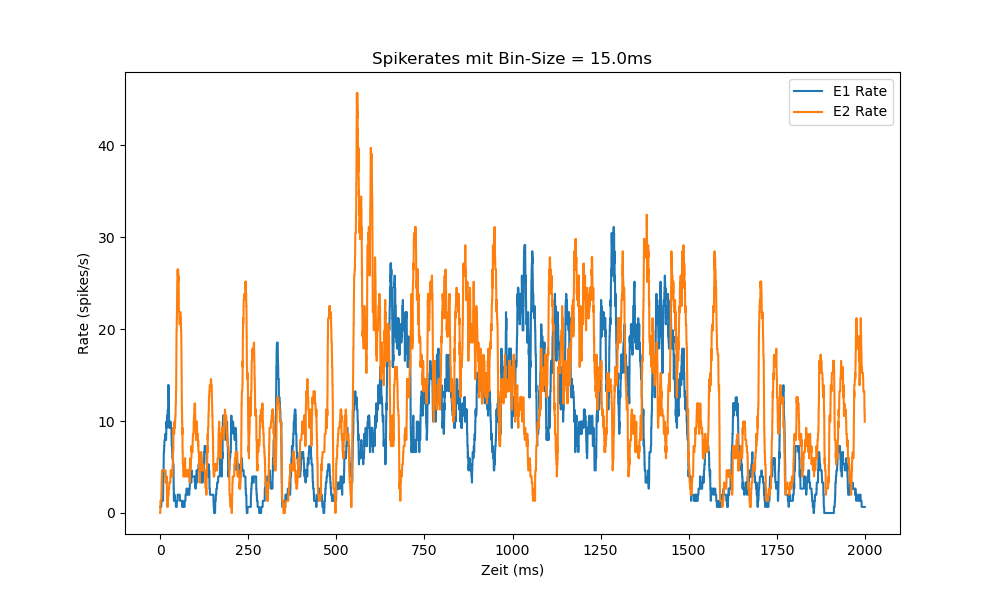 Spikerates mit Bin-Size = 15.0ms
E1 Rate
E2 Rate
40
30
20
10
0
Rate (spikes/s)
0 250 500 750 1000 1250 1500 1750 2000
Zeit (ms)